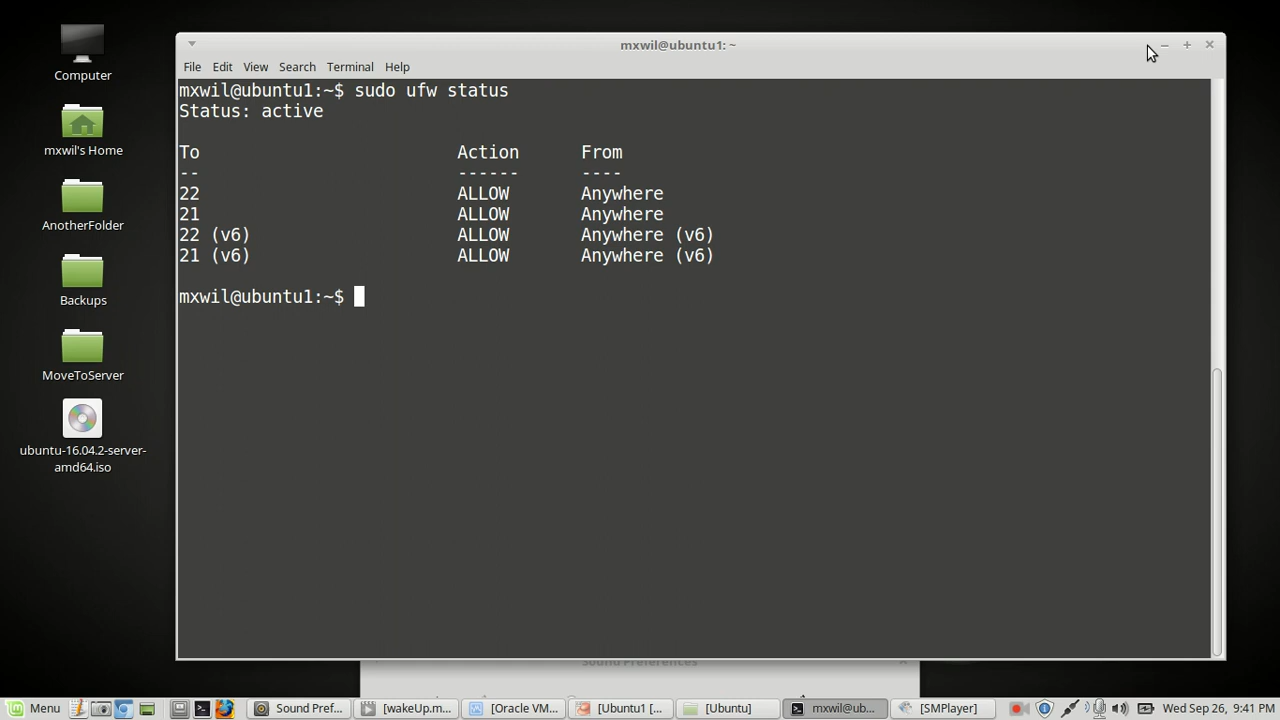 Computer
mxwil's Home
AnotherFolder
Backups
MoveToServer
ubuntu-16.04.2-server-
amd64.iso
mxwil@ubuntu1: ~
File Edit View Search Terminal Help
mxwil@ubuntu1:~$ sudo ufw status
Status: active
To Action From
-- ------ ----
22 ALLOW Anywhere
21 ALLOW Anywhere
22 (v6) ALLOW Anywhere (v6)
21 (v6) ALLOW Anywhere (v6)
mxwil@ubuntu1:~$
Sound Preferences
Menu Sound Pref... [wakeUp.m... [Oracle VM... [Ubuntu1 [... [Ubuntu] mxwil@ub... [SMPlayer] Wed Sep 26, 9:41 PM